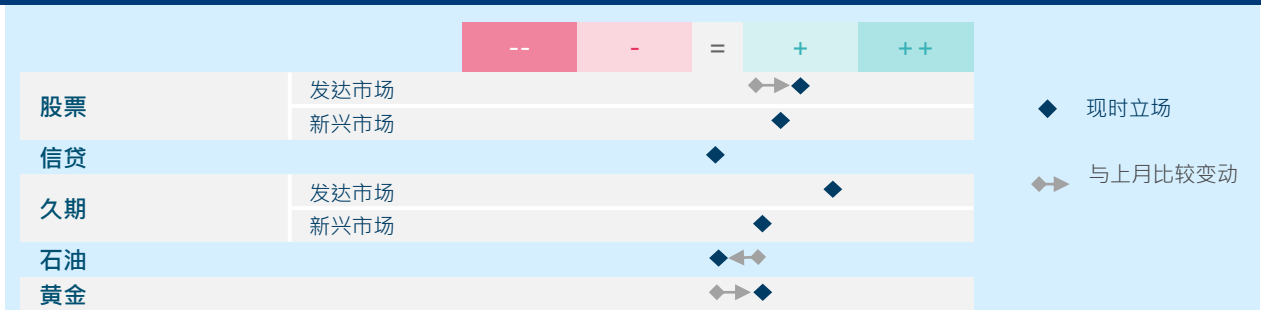 -- - = + ++
股票
发达市场
新兴市场
信贷
久期
发达市场
新兴市场
石油
黄金
现时立场
与上月比较变动